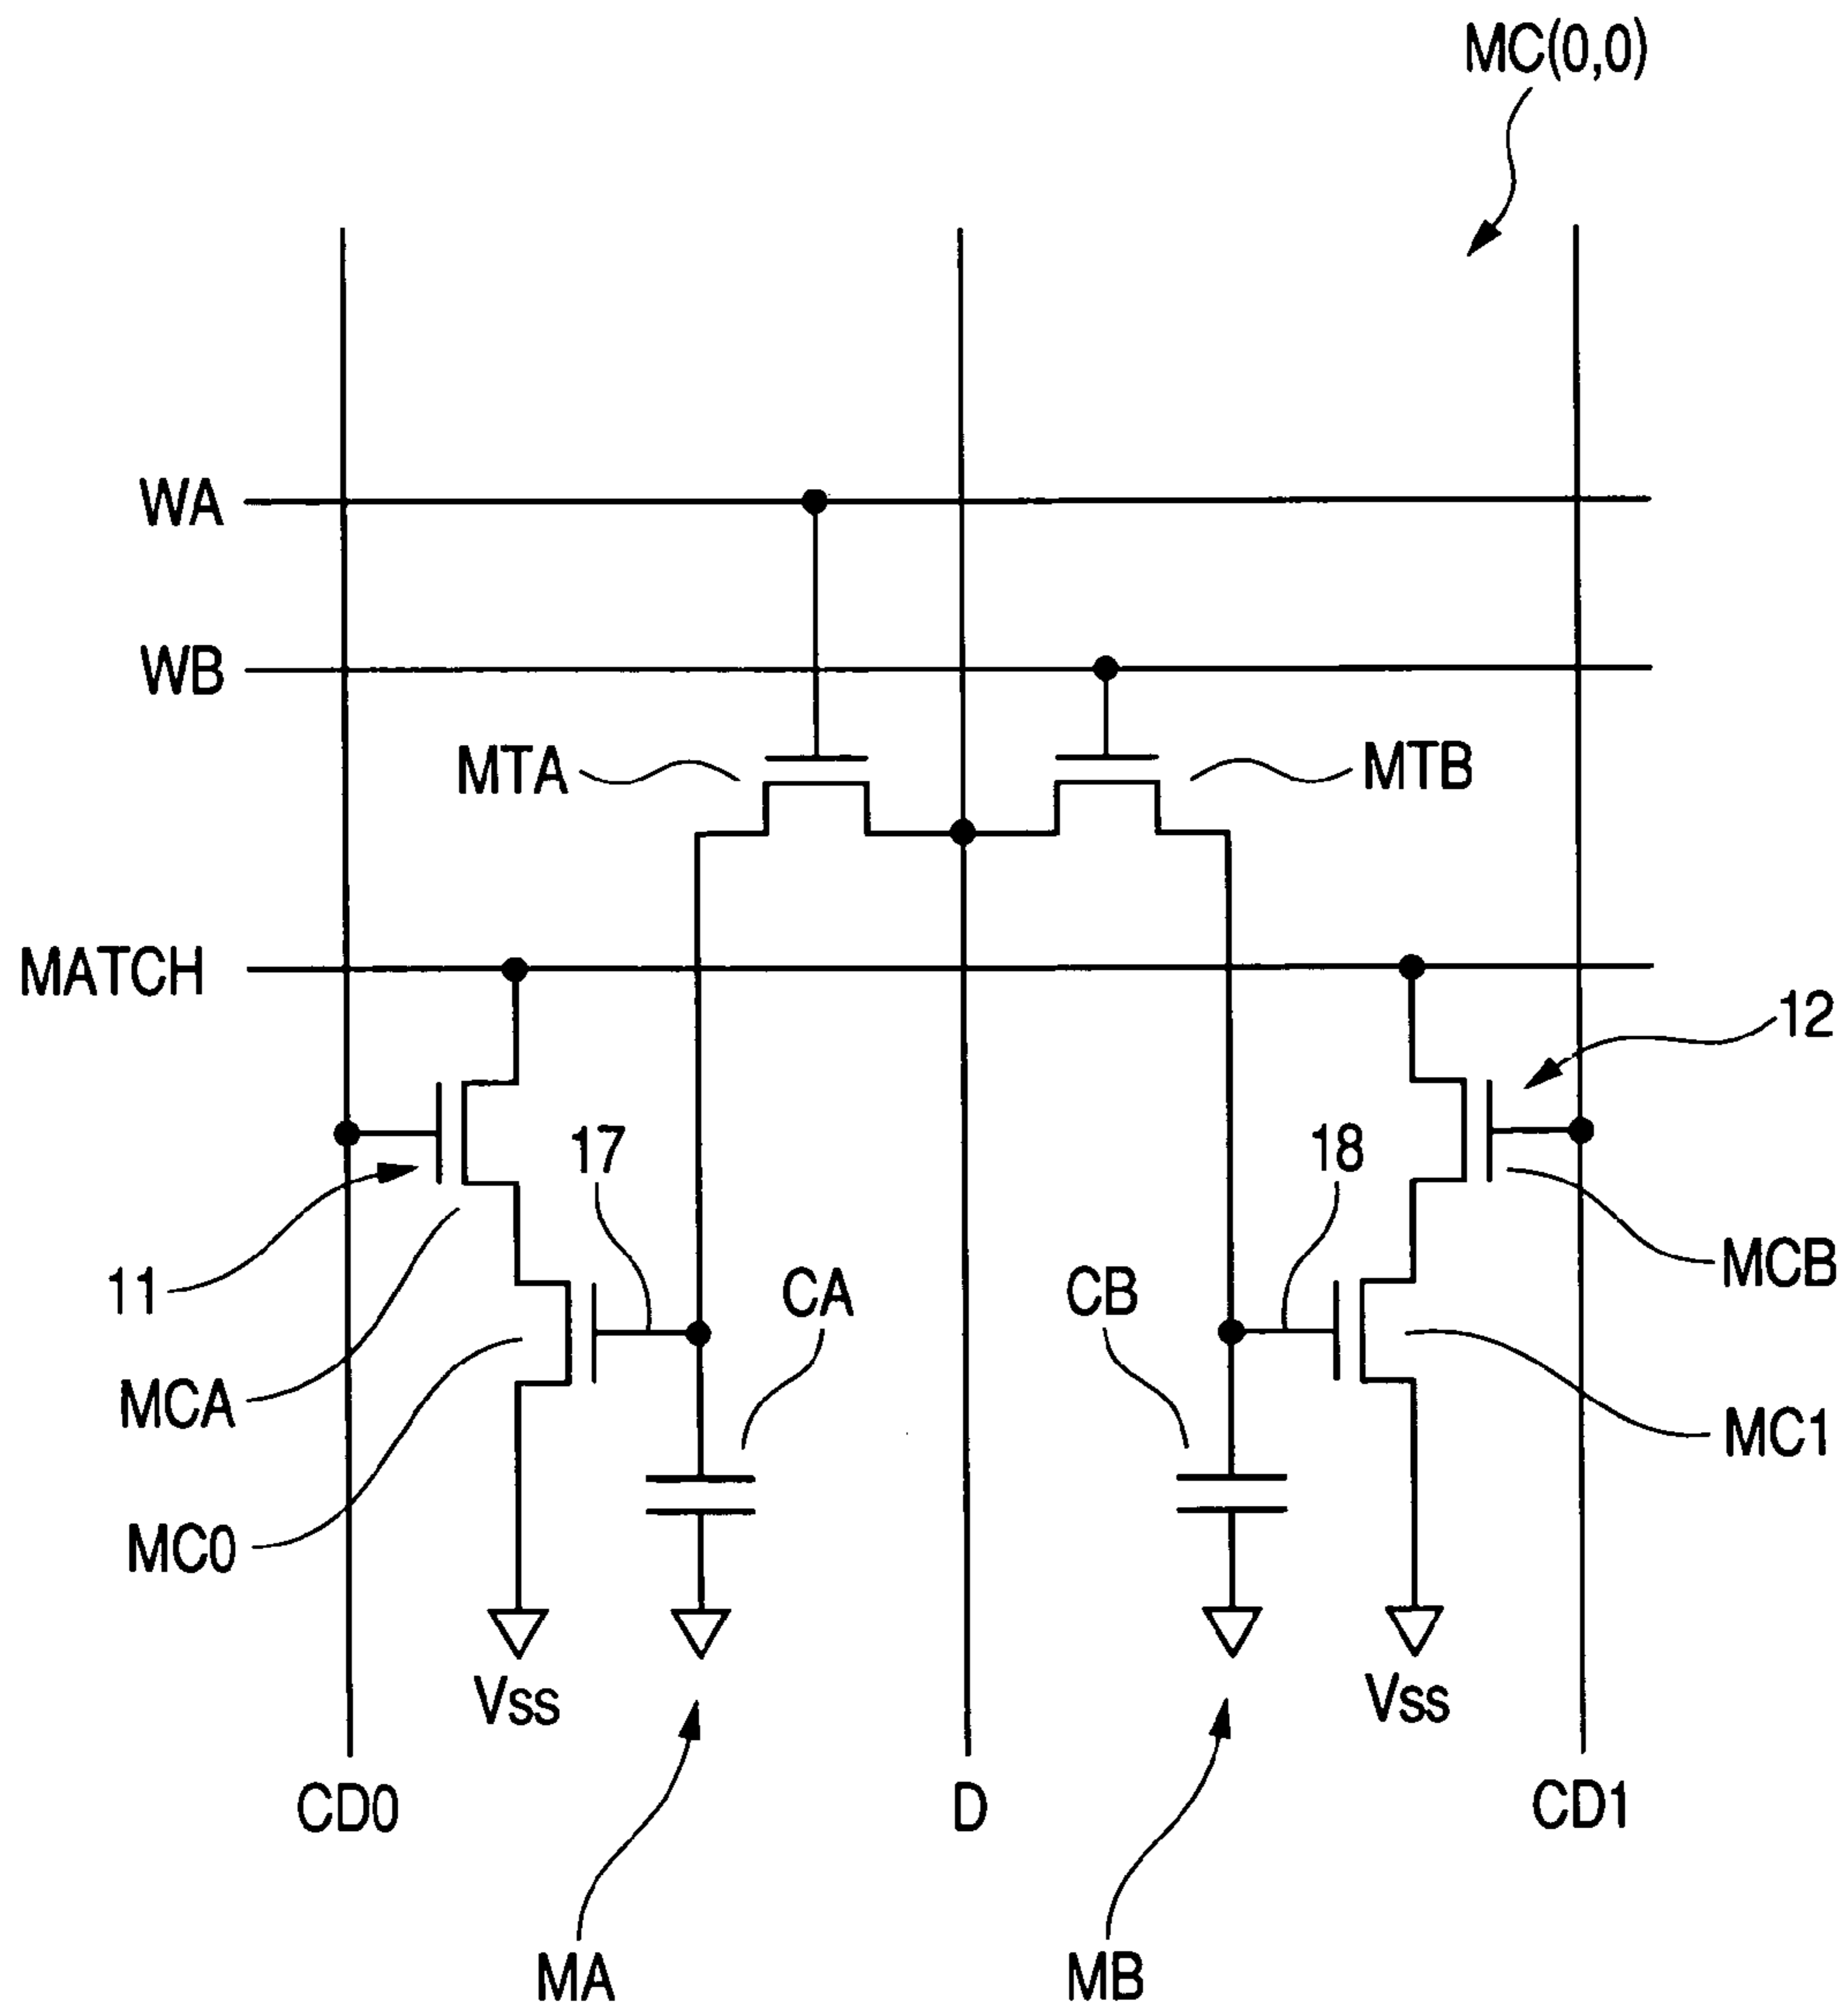 MC(0,0)
WA
WB
MTA
MTB
MATCH
12
17
18
11
CA
CB
MCB
MCA
MC1
MC0
Vss
Vss
CD0
D
CD1
MA
MB